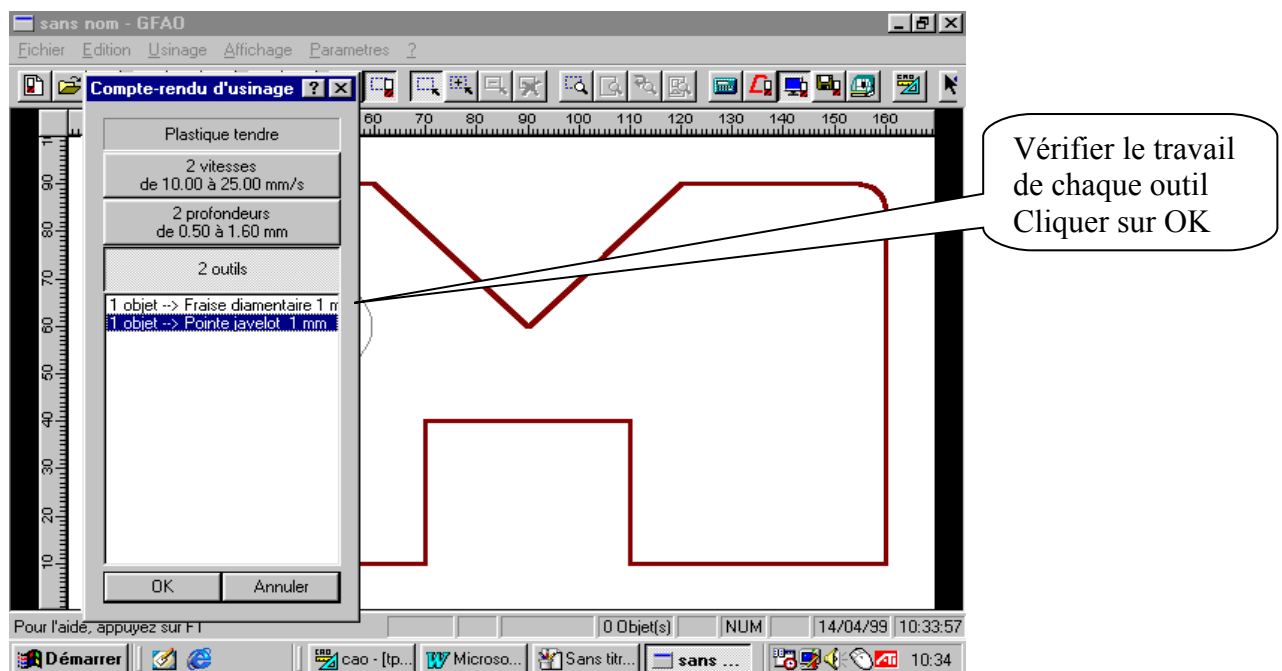 sans nom - GFAO
Fichier Edition Usinage Affichage Parametres ?
Compte-rendu d'usinage
Plastique tendre
2 vitesses
de 10.00 à 25.00 mm/s
2 profondeurs
de 0.50 à 1.60 mm
2 outils
1 objet --> Fraise diamentaire 1 m
1 objet --> Pointe javelot 1 mm
OK Annuler
60 70 80 90 100 110 120 130 140 150 160
90
80
70
60
50
40
30
20
10
Vérifier le travail
de chaque outil
Cliquer sur OK
Pour l'aide, appuyez sur F1 0 Objet(s) NUM 14/04/99 10:33:57
Démarrer cao - [tp... Microso... Sans titr... sans ... 10:34